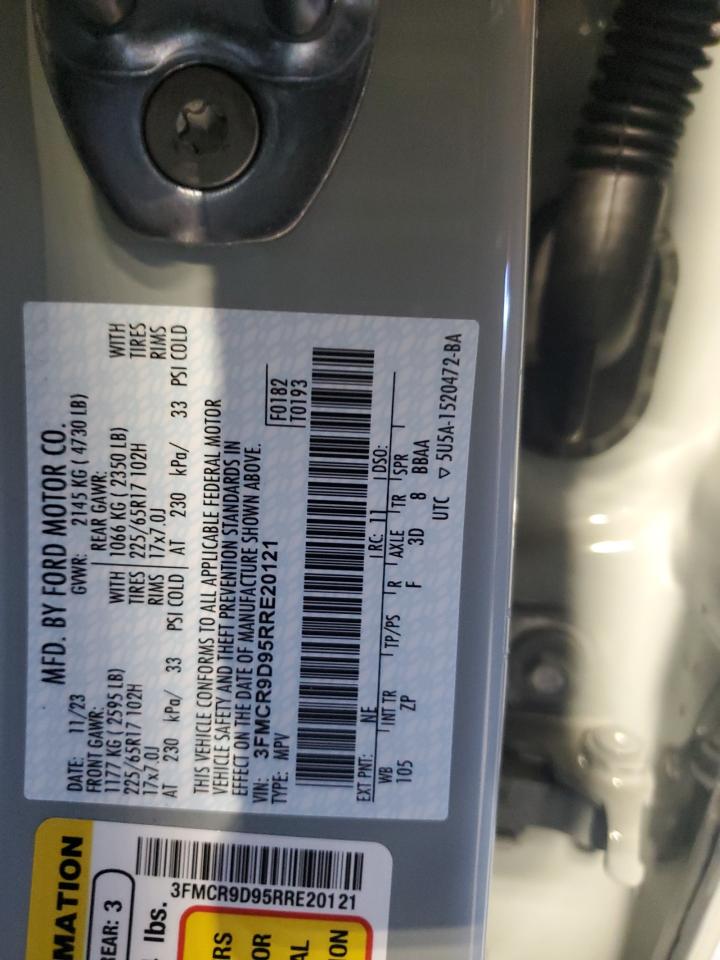 MFD. BY FORD MOTOR CO.
DATE: 11/23 GVWR: 2145 KG ( 4730 LB)
FRONT GAWR: REAR GAWR:
1177 KG ( 2595 LB) WITH 1066 KG ( 2350 LB) WITH
225/65R17 102H TIRES 225/65R17 102H TIRES
17x7.0J RIMS 17x7.0J RIMS
AT 230 kPa/ 33 PSI COLD AT 230 kPa/ 33 PSI COLD
THIS VEHICLE CONFORMS TO ALL APPLICABLE FEDERAL MOTOR
VEHICLE SAFETY AND THEFT PREVENTION STANDARDS IN
EFFECT ON THE DATE OF MANUFACTURE SHOWN ABOVE.
VIN: 3FMCR9D95RRE20121 F0182
TYPE: MPV T0193
EXT PNT: NE RC: 11 DSO:
WB INT TR TP/PS R AXLE TR SPR
105 ZP F 3D 8 BBAA
UTC ▽ 5U5A-1520472-BA
MATION
REAR: 3
lbs.
3FMCR9D95RRE20121
RS
OR
AL
ION